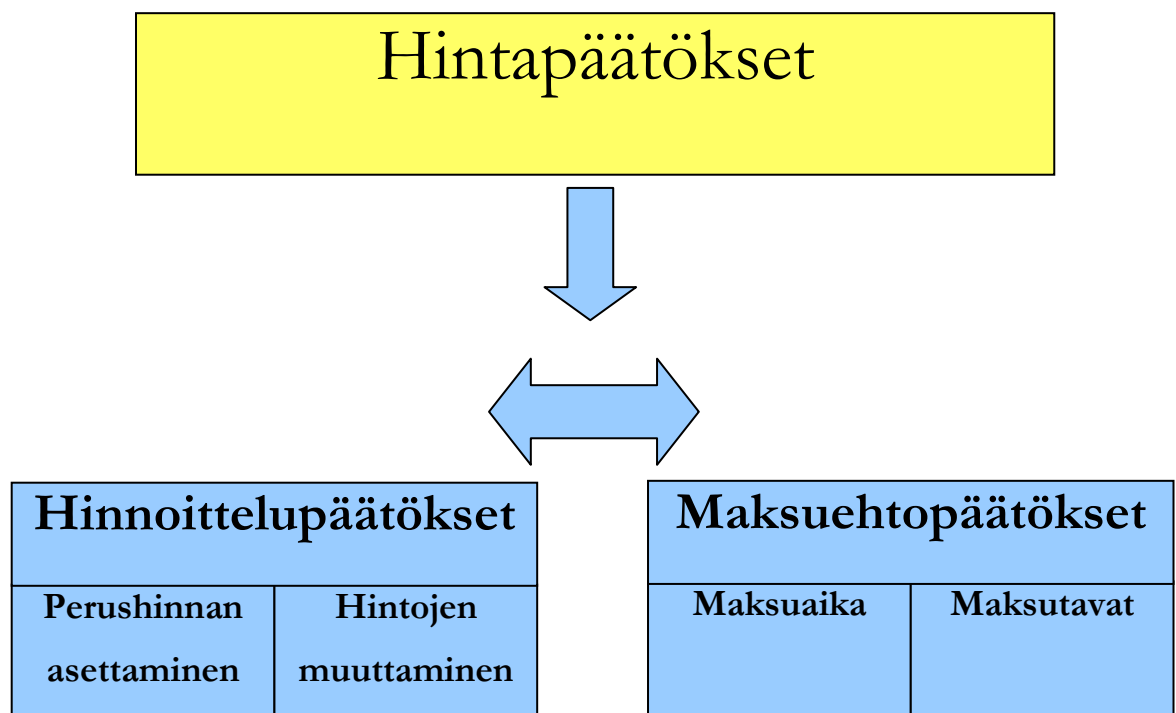 Hintapäätökset
Hinnoittelupäätökset
Perushinnan
asettaminen
Hintojen
muuttaminen
Maksuehtopäätökset
Maksuaika
Maksutavat